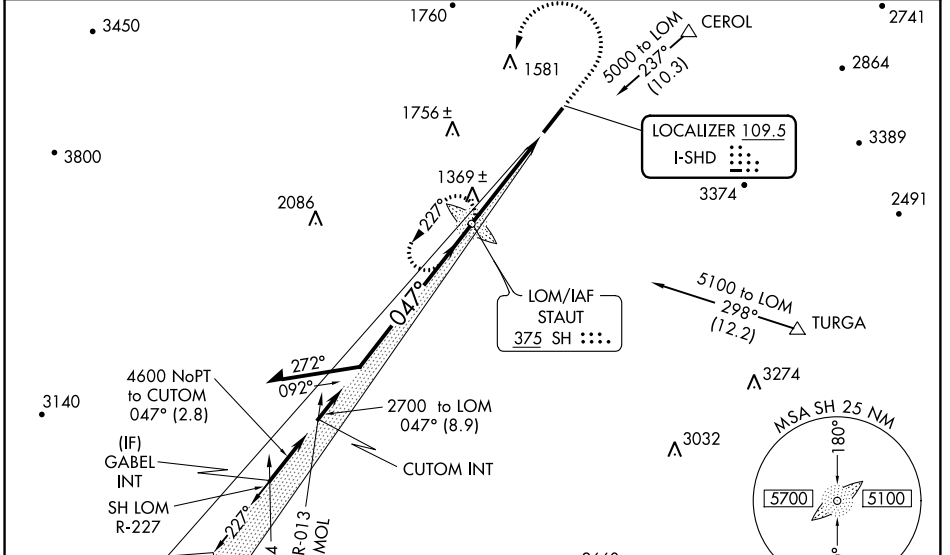 3450
1760
CEROL
2741
5000 to LOM
237°
(10.3)
1581
2864
1756 ±
LOCALIZER 109.5
I-SHD
3389
3800
1369 ±
3374
2491
2086
227°
5100 to LOM
298°
(12.2)
TURGA
LOM/IAF
STAUT
375 SH
047°
272°
092°
4600 NoPT
to CUTOM
047° (2.8)
3274
3140
2700 to LOM
047° (8.9)
MSA SH 25 NM
180°
5700
5100
3032
(IF)
GABEL
INT
CUTOM INT
SH LOM
R-227
227°
4
R-013
MOL